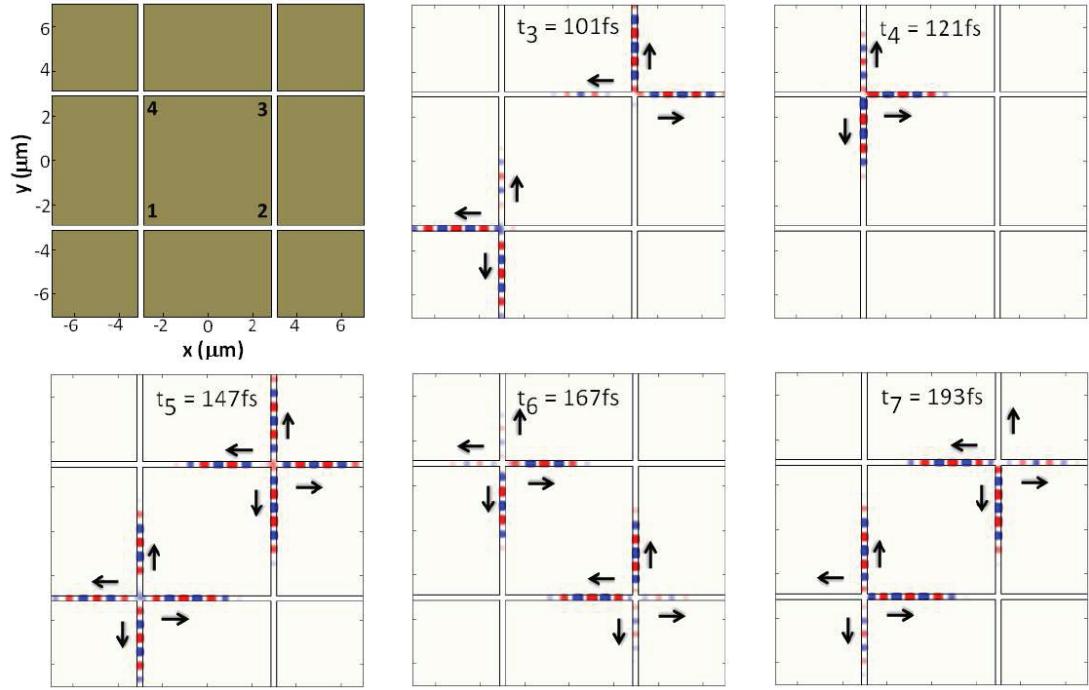 6
4
2
0
-2
-4
-6
y (μm)
4 3
1 2
-6 -4 -2 0 2 4 6
x (μm)
t3 = 101fs
t4 = 121fs
t5 = 147fs
t6 = 167fs
t7 = 193fs